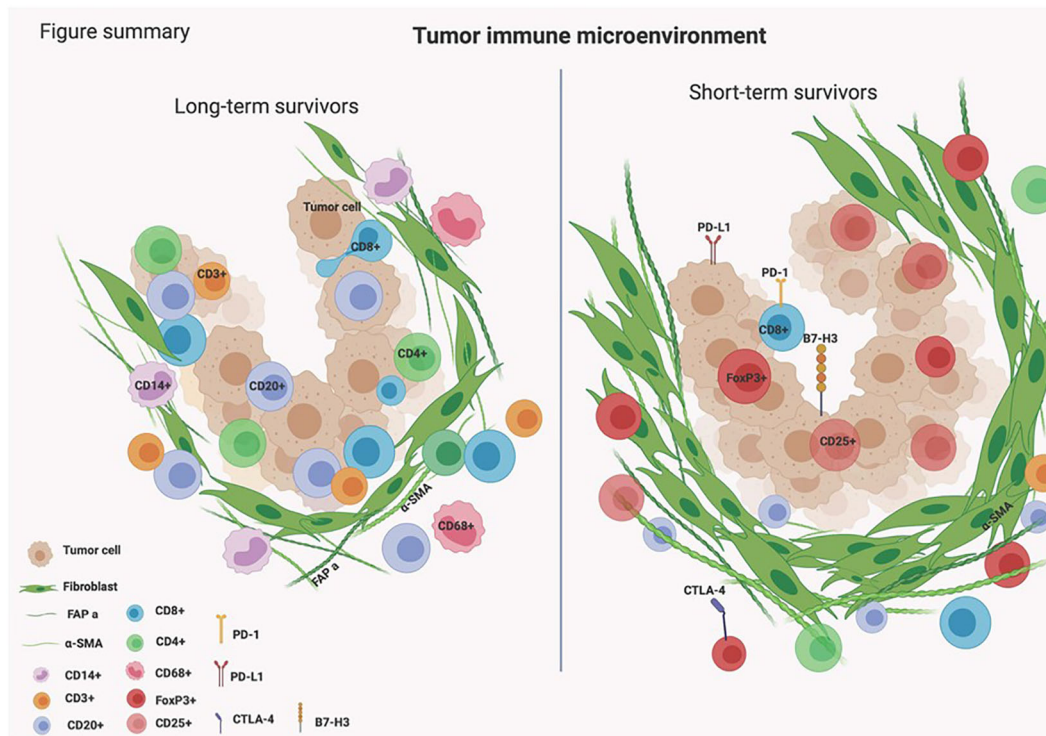 Figure summary
Tumor immune microenvironment
Long-term survivors
Short-term survivors
Tumor cell
CD8+
CD3+
CD4+
CD14+
CD20+
α-SMA
CD68+
FAP a
PD-L1
PD-1
CD8+
B7-H3
FoxP3+
CD25+
α-SMA
CTLA-4
Tumor cell
Fibroblast
FAP a
α-SMA
CD14+
CD3+
CD20+
CD8+
CD4+
CD68+
FoxP3+
CD25+
PD-1
PD-L1
CTLA-4
B7-H3